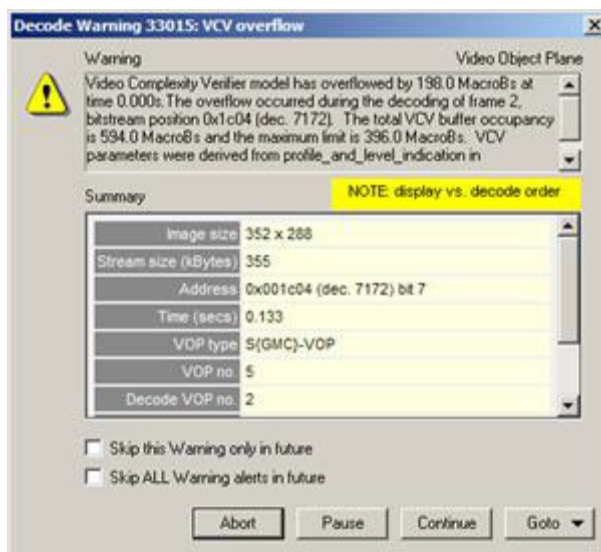 Decode Warning 33015: VCV overflow
Warning Video Object Plane
Video Complexity Verifier model has overflowed by 198.0 MacroBs at
time 0.000s. The overflow occurred during the decoding of frame 2,
bitstream position 0x1c04 (dec. 7172). The total VCV buffer occupancy
is 594.0 MacroBs and the maximum limit is 396.0 MacroBs. VCV
parameters were derived from profile_and_level_indication in
Summary NOTE: display vs. decode order
Image size 352 x 288
Stream size (kBytes) 355
Address 0x001c04 (dec. 7172) bit 7
Time (secs) 0.133
VOP type S(GMC)-VOP
VOP no. 5
Decode VOP no. 2
Skip this Warning only in future
Skip ALL Warning alerts in future
Abort Pause Continue Goto